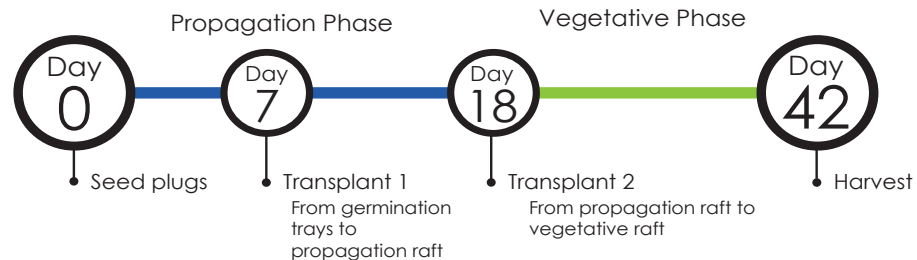 Propagation Phase
Vegetative Phase
Day
0
Day
7
Day
18
Day
42
Seed plugs
Transplant 1
From germination
trays to
propagation raft
Transplant 2
From propagation raft to
vegetative raft
Harvest